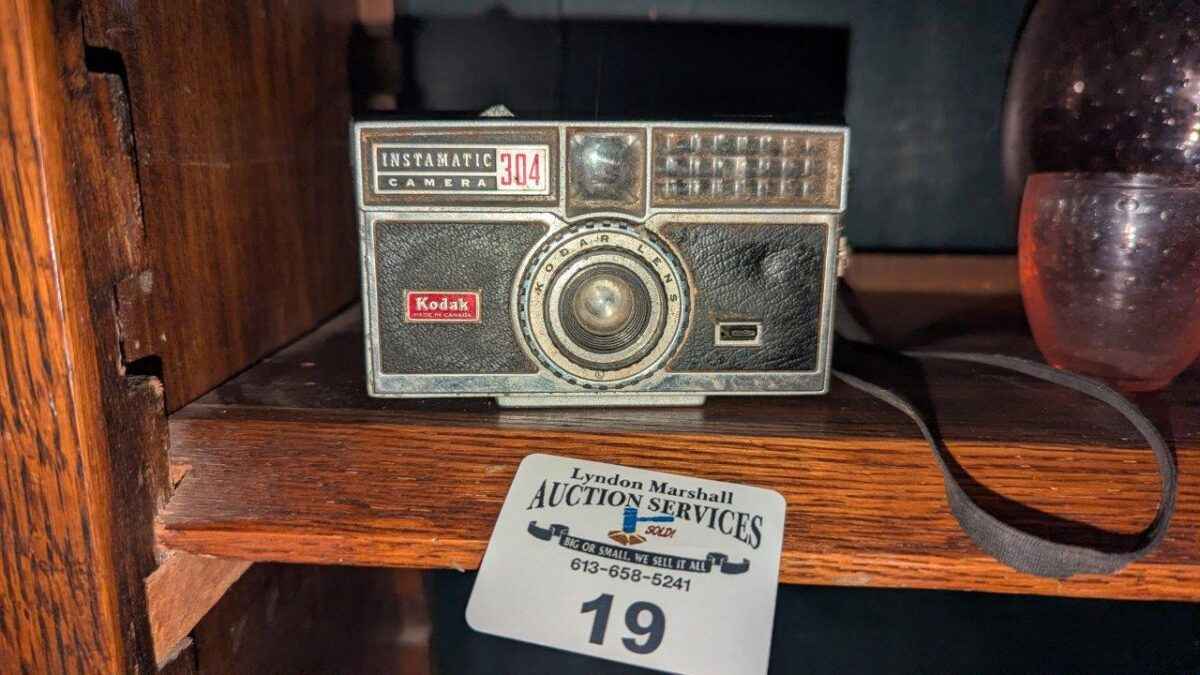 INSTAMATIC 304
CAMERA
KODAR LENS
Kodak
MADE IN CANADA
Lyndon Marshall
AUCTION SERVICES
SOLD!
BIG OR SMALL, WE SELL IT ALL
613-658-5241
19